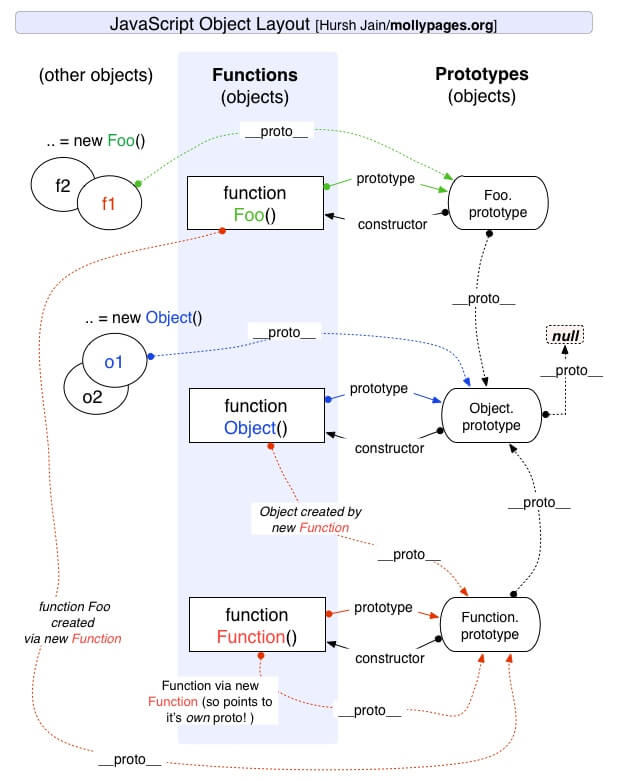 JavaScript Object Layout [Hursh Jain/mollypages.org]
(other objects)
Functions
(objects)
Prototypes
(objects)
.. = new Foo()
f2
f1
__proto__
function
Foo()
prototype
constructor
Foo.
prototype
__proto__
.. = new Object()
o1
o2
__proto__
null
__proto__
function
Object()
prototype
constructor
Object.
prototype
Object created by
new Function
__proto__
__proto__
function Foo
created
via new Function
function
Function()
prototype
constructor
Function.
prototype
Function via new
Function (so points to
it's own proto! )
__proto__
__proto__